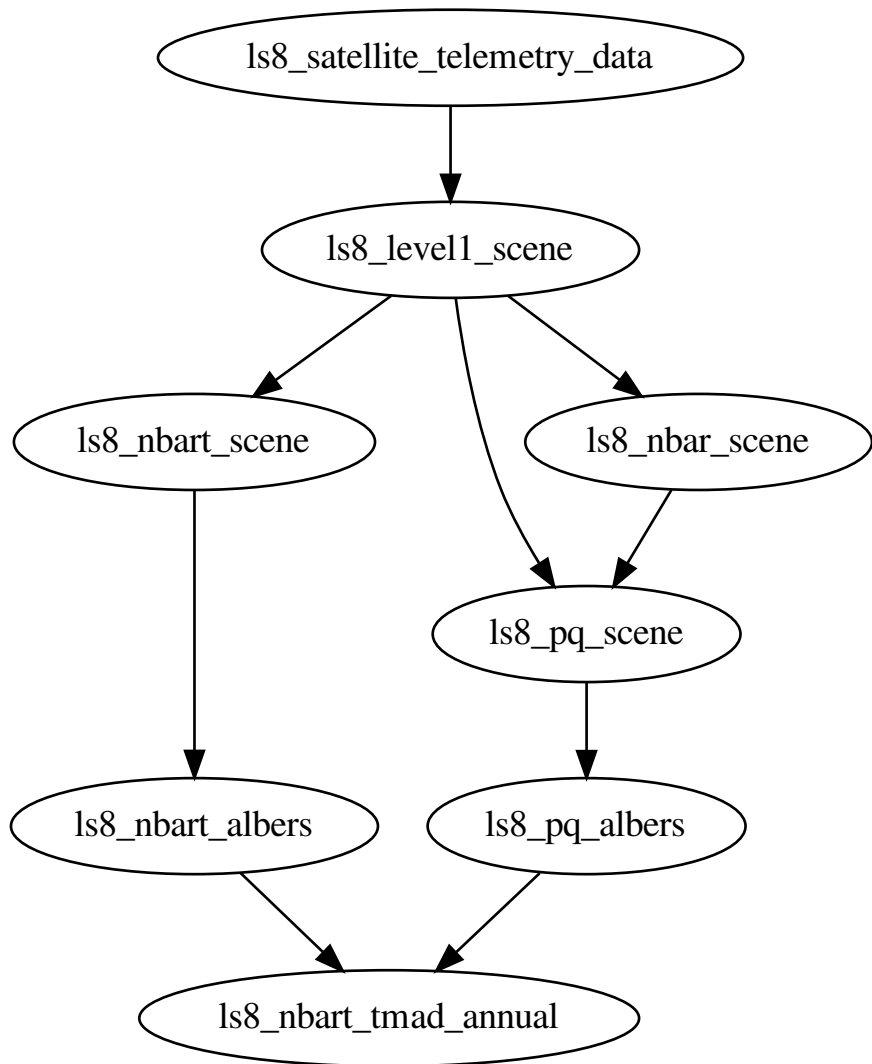 ls8_satellite_telemetry_data
ls8_level1_scene
ls8_nbart_scene
ls8_nbar_scene
ls8_pq_scene
ls8_nbart_albers
ls8_pq_albers
ls8_nbart_tmad_annual